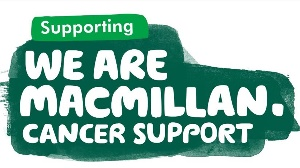 Supporting
WE ARE
MACMILLAN.
CANCER SUPPORT